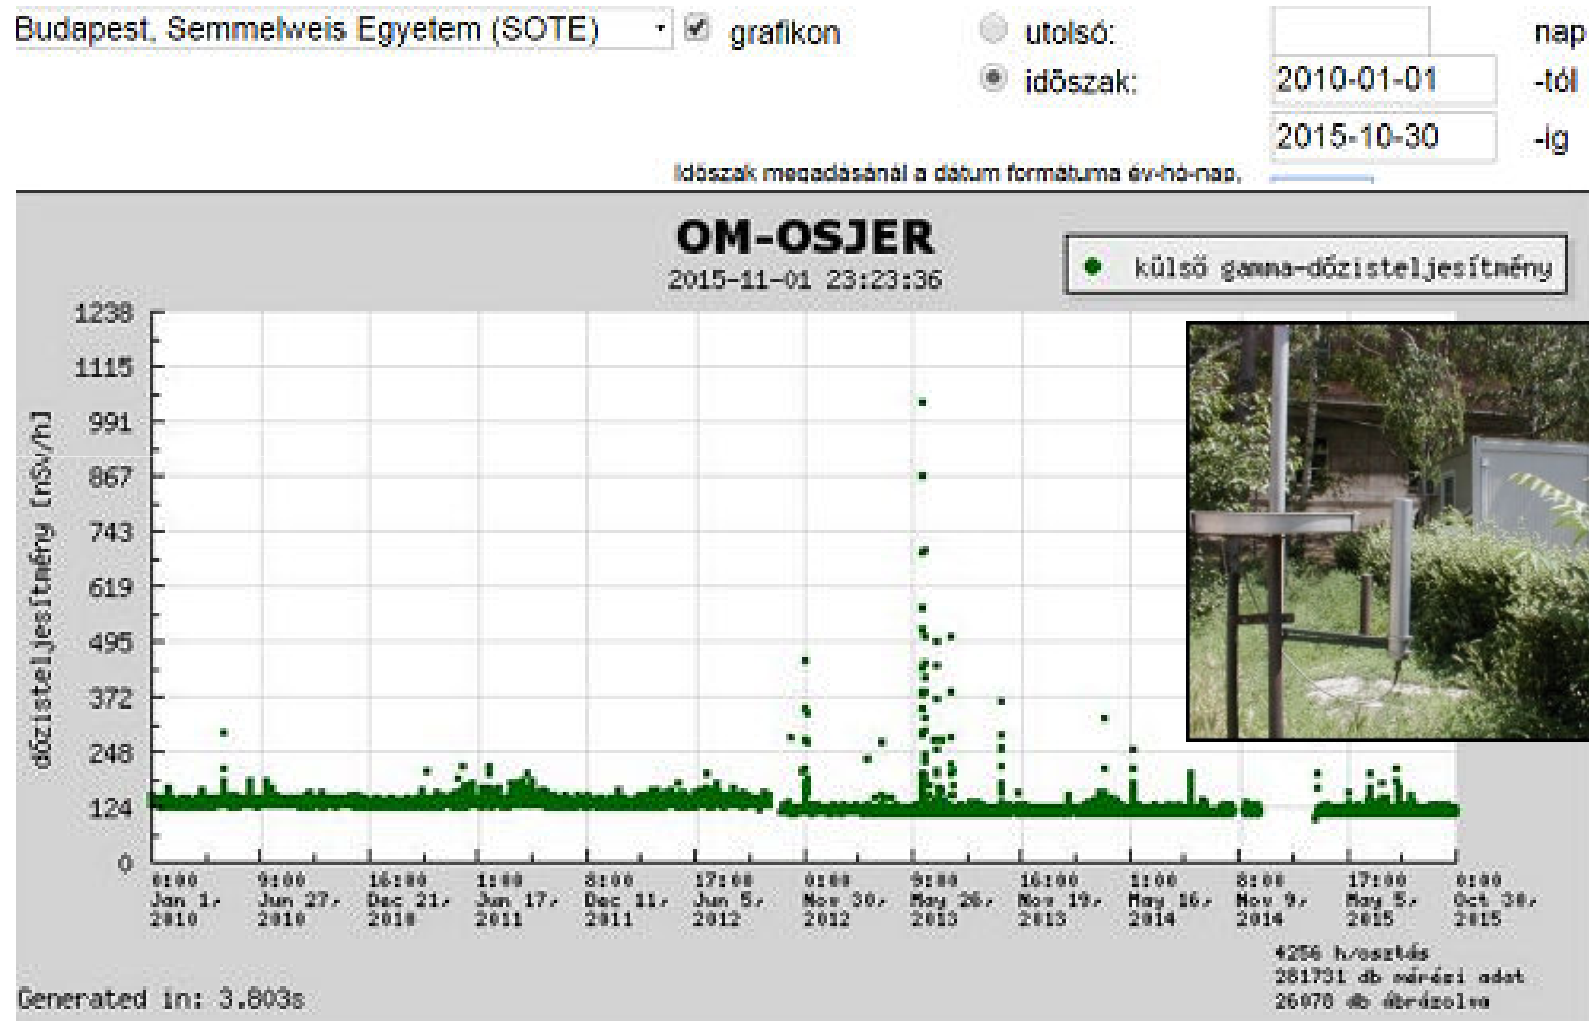 Budapest, Semmelweis Egyetem (SOTE) grafikon utolsó: nap
időszak: 2010-01-01 -tól
2015-10-30 -ig
Időszak megadásánál a dátum formátuma év-hó-nap.
OM-OSJER
2015-11-01 23:23:36
külső gamma-dózisteljesítmény
dózisteljesítmény [nSv/h]
1238
1115
991
867
743
619
495
372
248
124
0
0:00 9:00 16:00 1:00 8:00 17:00 0:00 9:00 16:00 1:00 8:00 17:00 0:00
Jan 1, Jun 27, Dec 21, Jun 17, Dec 11, Jun 5, Nov 30, May 26, Nov 19, May 16, Nov 9, May 5, Oct 30,
2010 2010 2010 2011 2011 2012 2012 2013 2013 2014 2014 2015 2015
4256 h/osztás
281731 db mérési adat
26078 db ábrázolva
Generated in: 3.803s